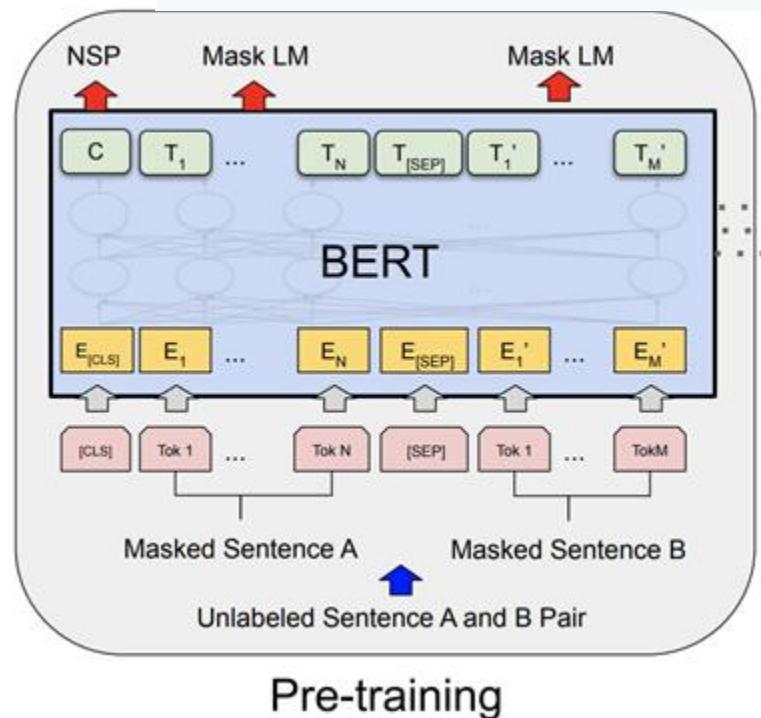 NSP Mask LM Mask LM
C T1 ... TN T[SEP] T1' ... TM'
...
BERT
...
E[CLS] E1 ... EN E[SEP] E1' ... EM'
[CLS] Tok 1 ... Tok N [SEP] Tok 1 ... TokM
Masked Sentence A Masked Sentence B
Unlabeled Sentence A and B Pair
Pre-training